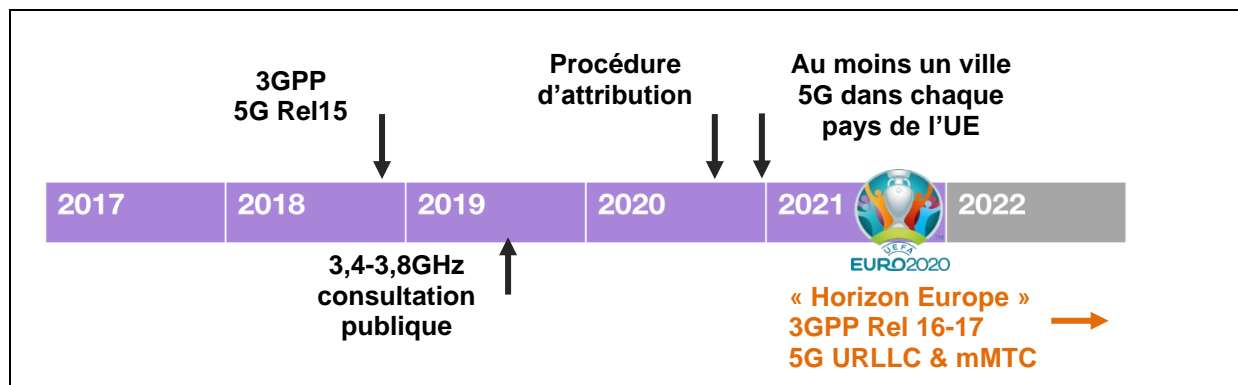 3GPP
5G Rel15
Procédure
d’attribution
Au moins un ville
5G dans chaque
pays de l’UE
2017
2018
2019
2020
2021
2022
UEFA
EURO2020
3,4-3,8GHz
consultation
publique
« Horizon Europe »
3GPP Rel 16-17
5G URLLC & mMTC